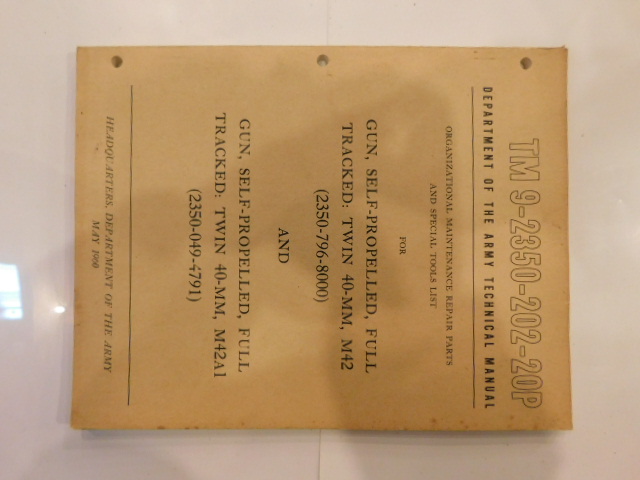 TM 9-2350-202-20P
DEPARTMENT OF THE ARMY TECHNICAL MANUAL
ORGANIZATIONAL MAINTENANCE REPAIR PARTS
AND SPECIAL TOOLS LIST
FOR
GUN, SELF-PROPELLED, FULL
TRACKED: TWIN 40-MM, M42
(2350-796-8000)
AND
GUN, SELF-PROPELLED, FULL
TRACKED: TWIN 40-MM, M42A1
(2350-049-4791)
HEADQUARTERS, DEPARTMENT OF THE ARMY
MAY 1960